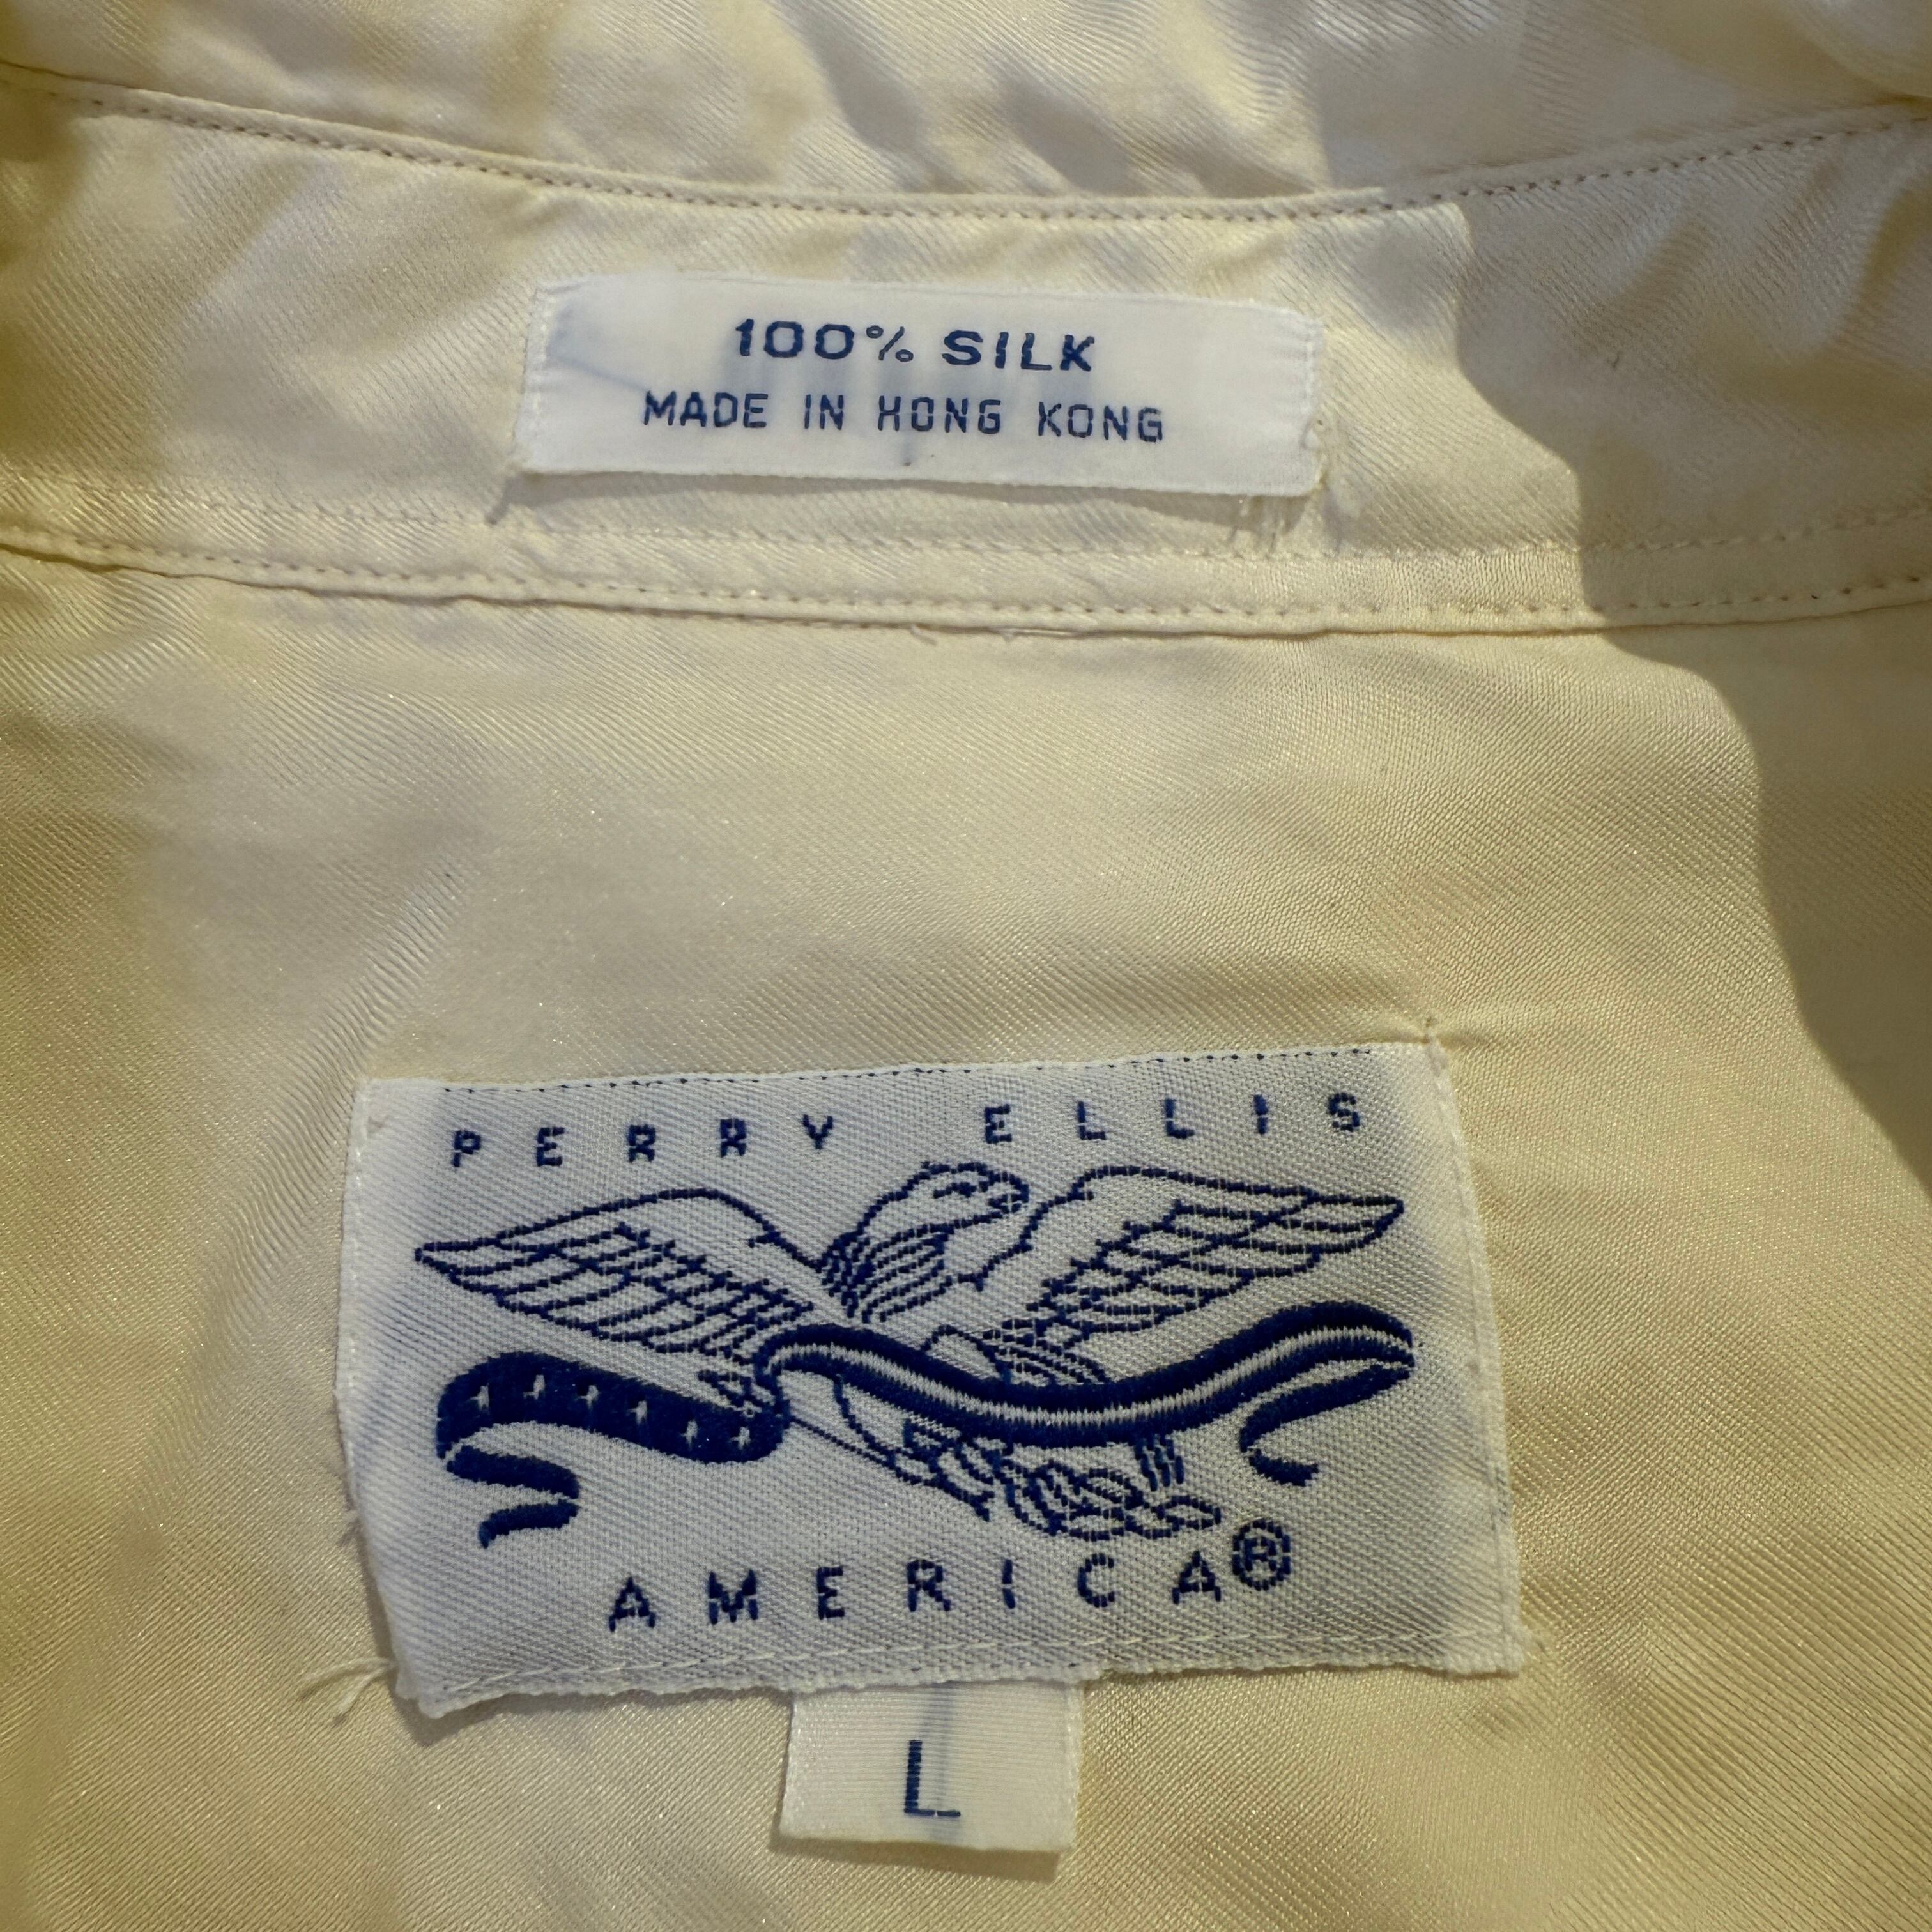 100% SILK
MADE IN HONG KONG
PERRY ELLIS
AMERICA®
L